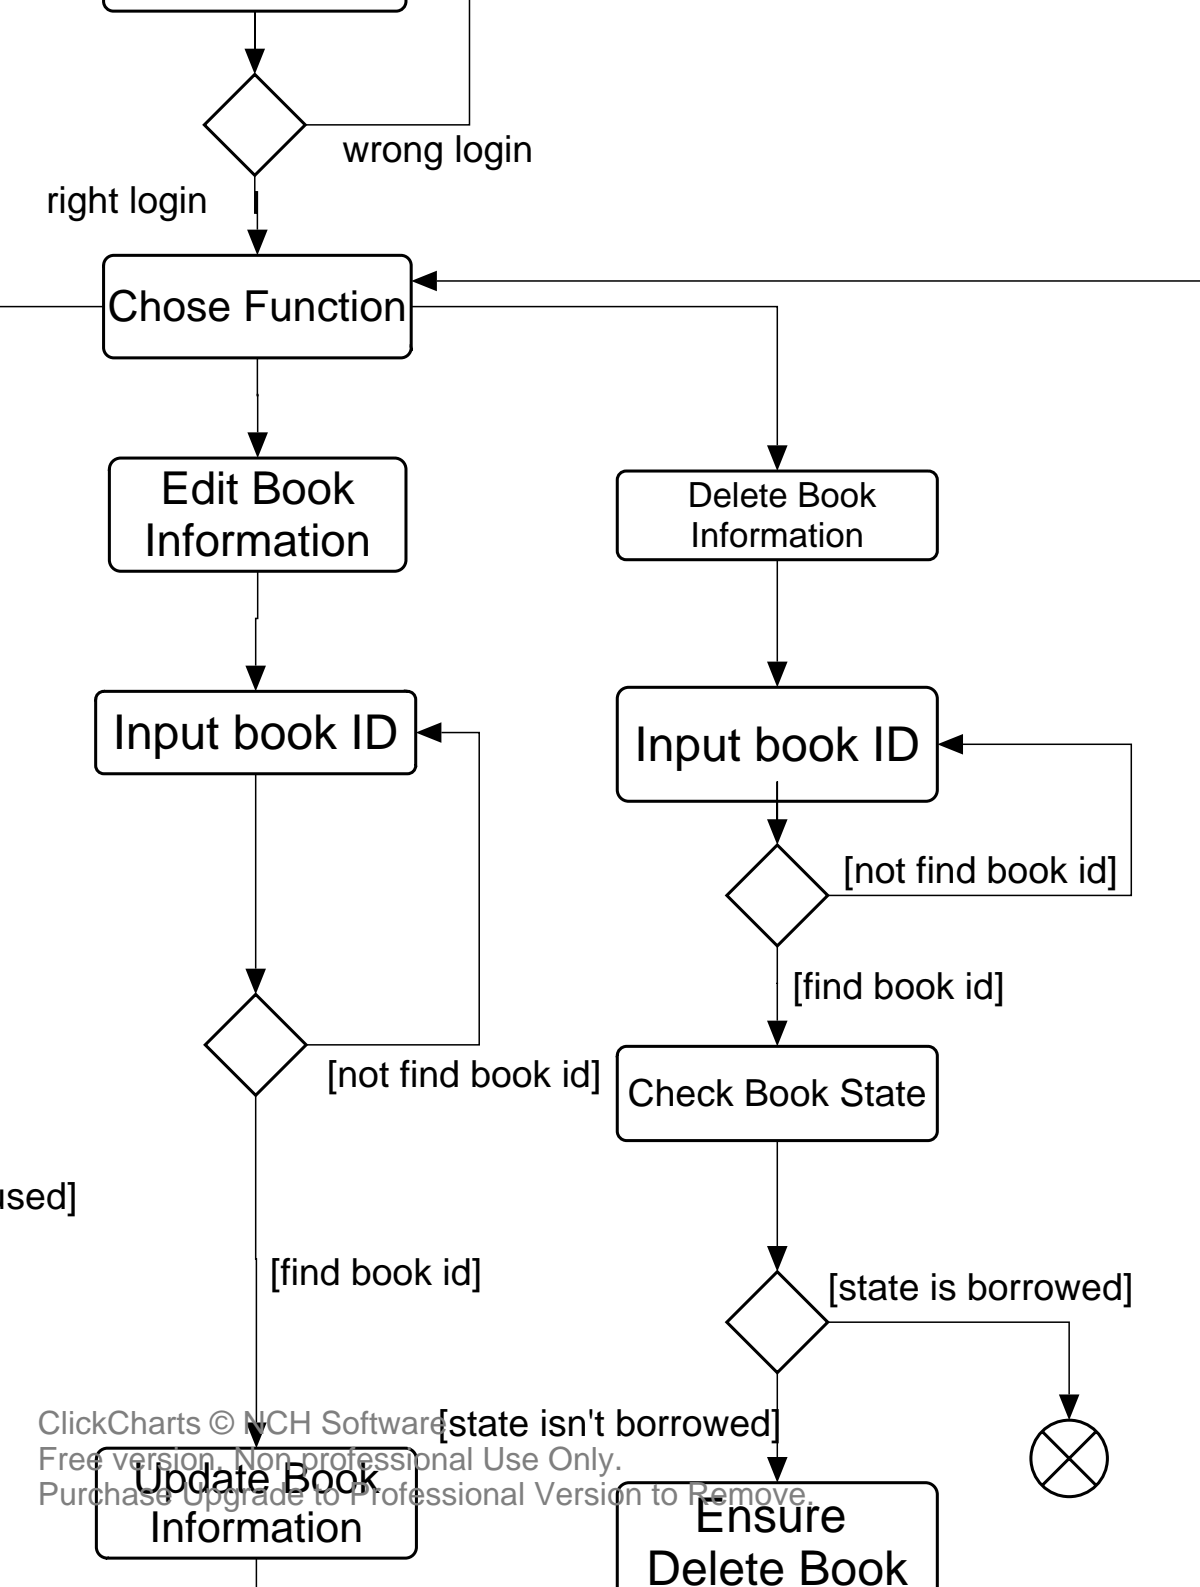 wrong login
right login
Chose Function
Edit Book
Information
Delete Book
Information
Input book ID
Input book ID
[not find book id]
[find book id]
[not find book id]
Check Book State
[find book id]
[state is borrowed]
[state isn't borrowed]
ClickCharts © NCH Software
Free version. Non professional Use Only.
Purchase Upgrade to Professional Version to Remove.
Update Book
Information
Ensure
Delete Book